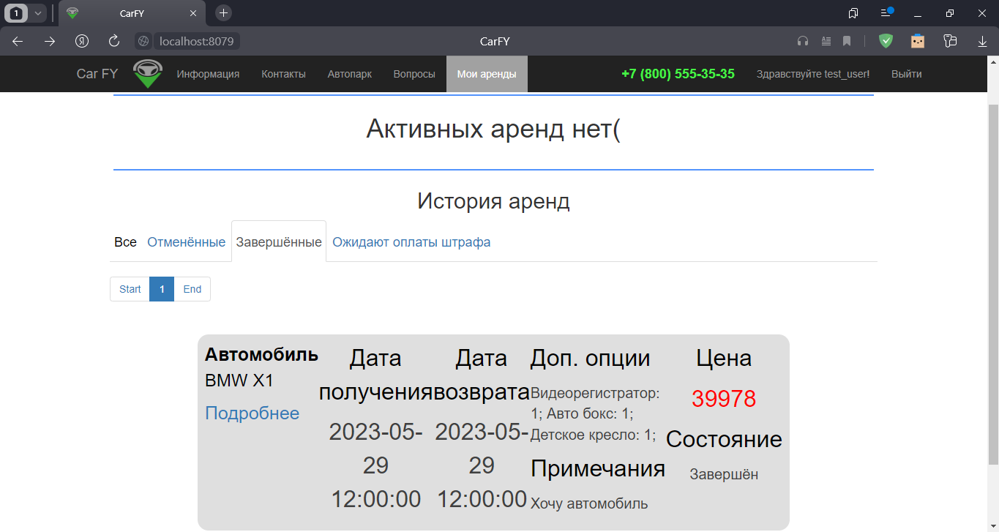 1
CarFY
localhost:8079
CarFY
Car FY
Информация
Контакты
Автопарк
Вопросы
Мои аренды
+7 (800) 555-35-35
Здравствуйте test_user!
Выйти
Активных аренд нет(
История аренд
Все
Отменённые
Завершённые
Ожидают оплаты штрафа
Start
1
End
Автомобиль
BMW X1
Подробнее
Дата
получения
2023-05-
29
12:00:00
Дата
возврата
2023-05-
29
12:00:00
Доп. опции
Видеорегистратор:
1; Авто бокс: 1;
Детское кресло: 1;
Примечания
Хочу автомобиль
Цена
39978
Состояние
Завершён